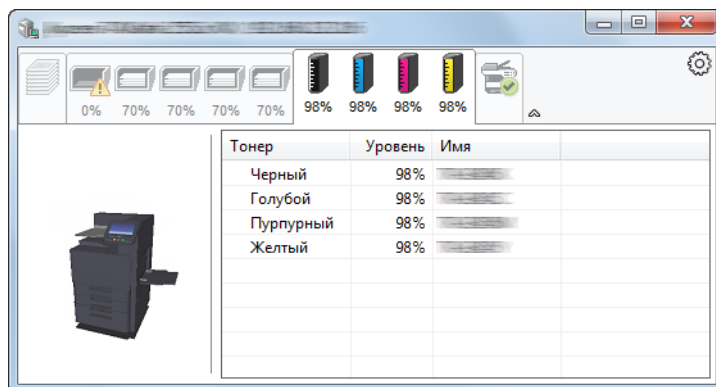 0% 70% 70% 70% 70% 98% 98% 98% 98%
Тонер Уровень Имя
Черный 98%
Голубой 98%
Пурпурный 98%
Желтый 98%